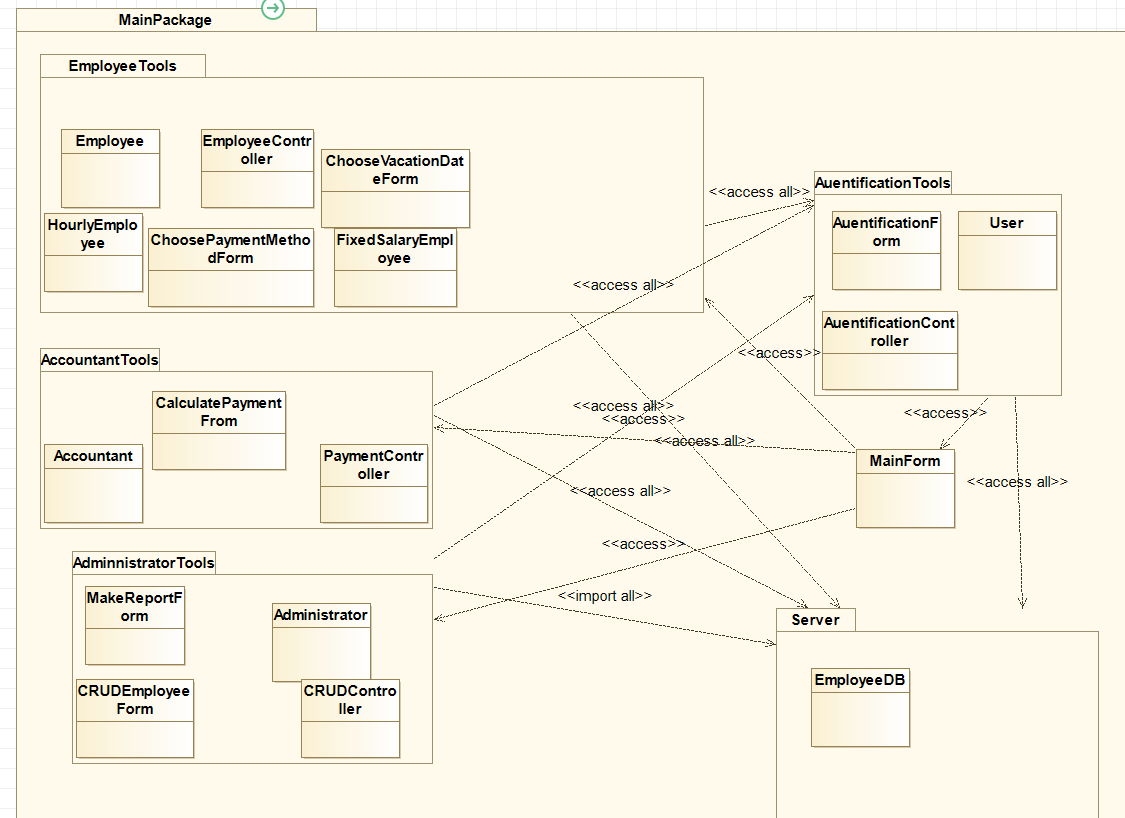 MainPackage
EmployeeTools
Employee
EmployeeContr
oller
ChooseVacationDat
eForm
HourlyEmplo
yee
ChoosePaymentMetho
dForm
FixedSalaryEmpl
oyee
<<access all>>
AuentificationTools
AuentificationF
orm
User
AuentificationCont
roller
<<access all>>
<<access>>
AccountantTools
CalculatePayment
From
Accountant
PaymentContr
oller
<<access all>>
<<access>>
<<access all>>
<<access>>
MainForm
<<access all>>
<<access all>>
<<access>>
<<import all>>
AdminnistratorTools
MakeReportF
orm
Administrator
CRUDEmployee
Form
CRUDContro
ller
Server
EmployeeDB